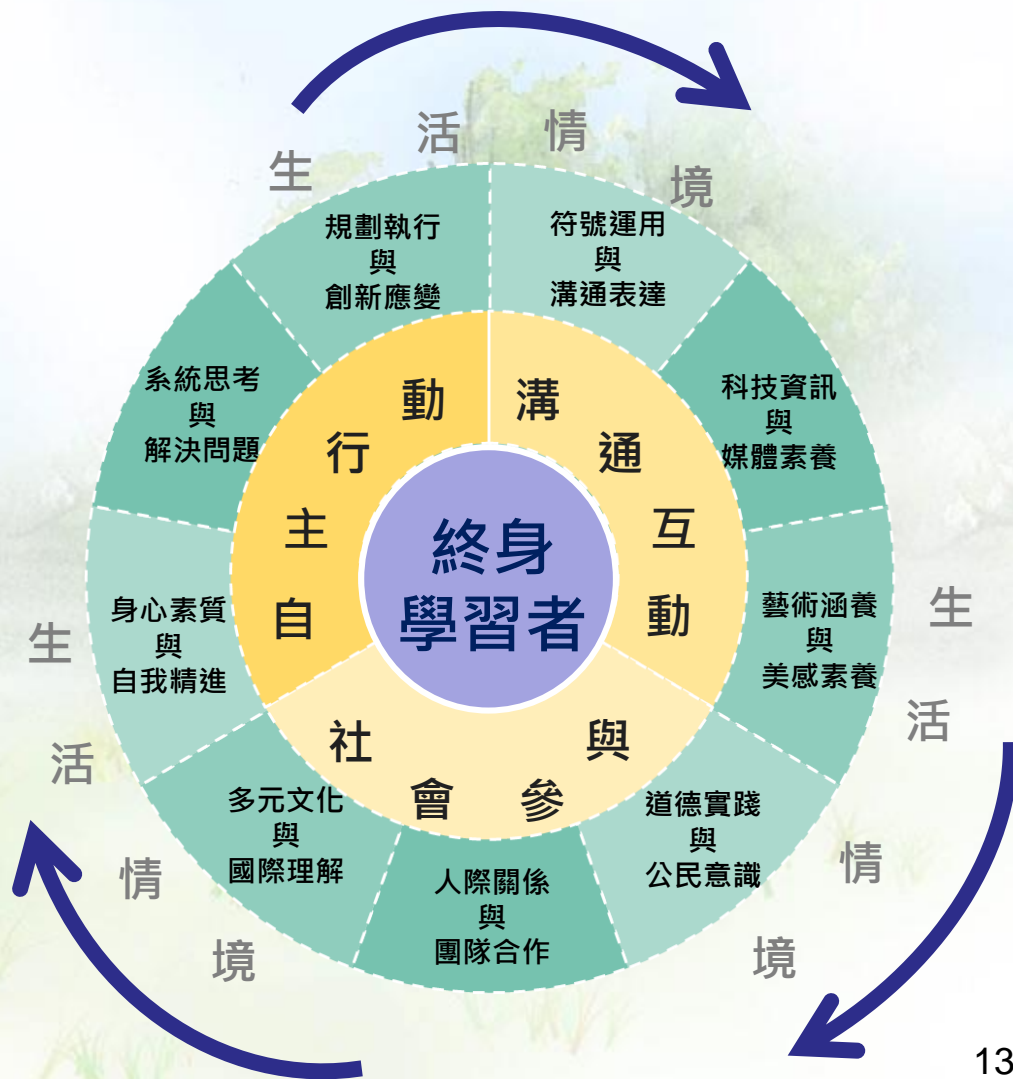 生活情境
規劃執行
與
創新應變
符號運用
與
溝通表達
系統思考
與
解決問題
科技資訊
與
媒體素養
自主行動
溝通互動
終身
學習者
身心素質
與
自我精進
藝術涵養
與
美感素養
生活情境
生活情境
社會參與
多元文化
與
國際理解
人際關係
與
團隊合作
道德實踐
與
公民意識
13